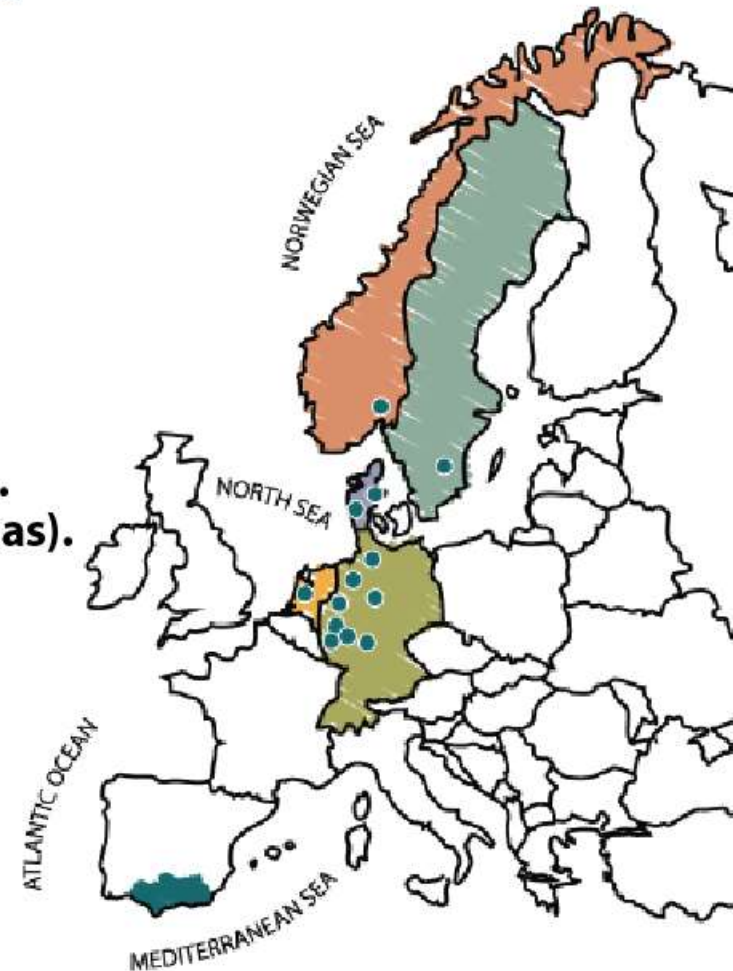 NORWEGIAN SEA
.
NORTH SEA
as).
ATLANTIC OCEAN
MEDITERRANEAN SEA